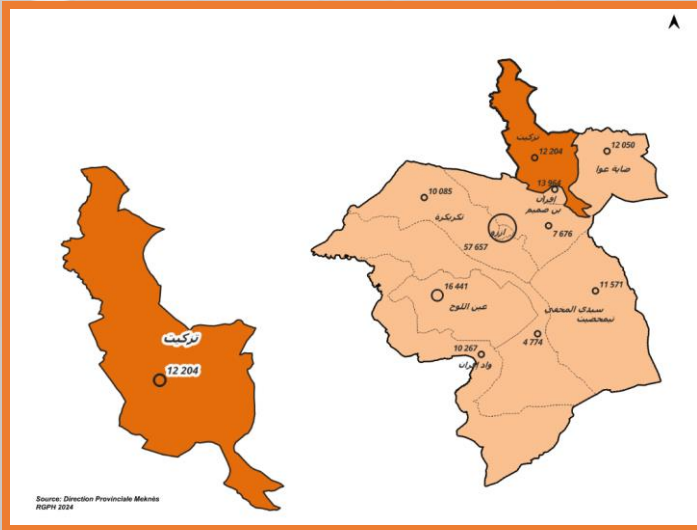 تزكيت
12 204
Source: Direction Provinciale Meknès
RGPH 2024
تزكيت
12 204
12 050
ضاية عوا
13 964
إفران
بن صميم
7 676
10 085
تكريكرة
ازرو
57 657
16 441
عين اللوح
11 571
سيدي المخفي
تيمحضيت
4 774
10 267
واد إفران